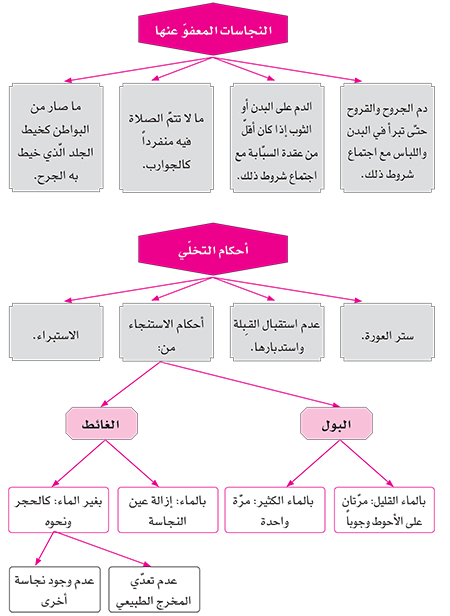 النجاسات المعفوّ عنها
دم الجروح والقروح
حتّى تبرأ في البدن
واللباس مع اجتماع
شروط ذلك.
الدم على البدن أو
الثوب إذا كان أقلّ
من عقدة السبّابة مع
اجتماع شروط ذلك.
ما لا تتمّ الصلاة
فيه منفرداً
كالجوارب.
ما صار من
البواطن كخيط
الجلد الّذي خيط
به الجرح.
أحكام التخلّي
ستر العورة.
عدم استقبال القبلة
واستدبارها.
أحكام الاستنجاء
من:
الاستبراء.
البول
الغائط
بالماء القليل: مرّتان
على الأحوط وجوباً
بالماء الكثير: مرّة
واحدة
بالماء: إزالة عين
النجاسة
بغير الماء: كالحجر
ونحوه
عدم تعدّي
المخرج الطبيعي
عدم وجود نجاسة
أخرى